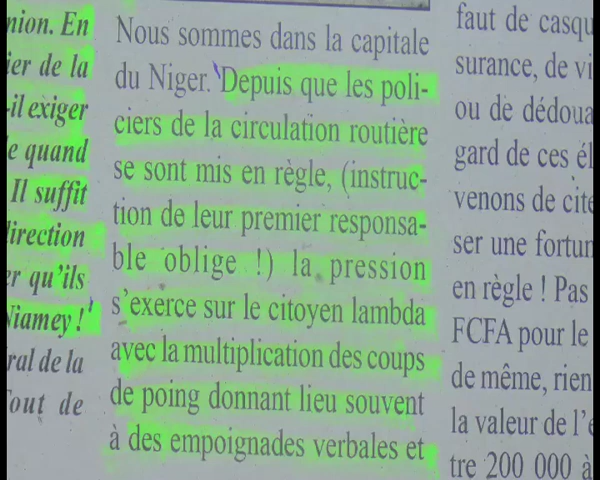 nion. En
ier de la
-il exiger
e quand
Il suffit
direction
er qu'ils
Niamey !'
ral de la
Tout de
Nous sommes dans la capitale
du Niger. Depuis que les poli-
ciers de la circulation routière
se sont mis en règle, (instruc-
tion de leur premier responsa-
ble oblige !) la pression
s'exerce sur le citoyen lambda
avec la multiplication des coups
de poing donnant lieu souvent
à des empoignades verbales et
faut de casqu
surance, de vi
ou de dédoua
gard de ces él
venons de cite
ser une fortun
en règle ! Pas
FCFA pour le
de même, rien
la valeur de l'e
tre 200 000 à